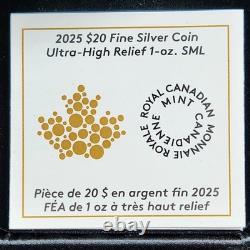 2025 $20 Fine Silver Coin
Ultra-High Relief 1-oz. SML
ROYAL CANADIAN MINT
MONNAIE ROYALE CANADIENNE
Pièce de 20 $ en argent fin 2025
FÉA de 1 oz à très haut relief